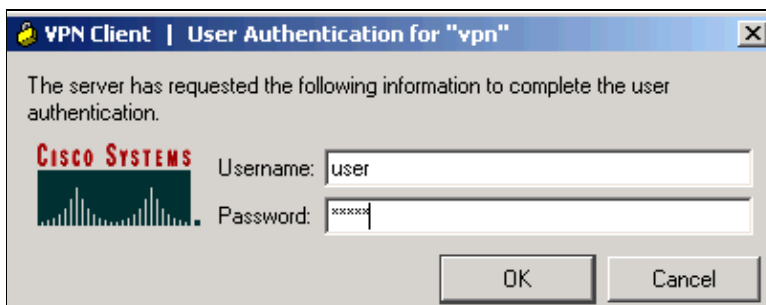 VPN Client | User Authentication for "vpn"
The server has requested the following information to complete the user
authentication.
CISCO SYSTEMS
Username: user
Password: *****
OK Cancel